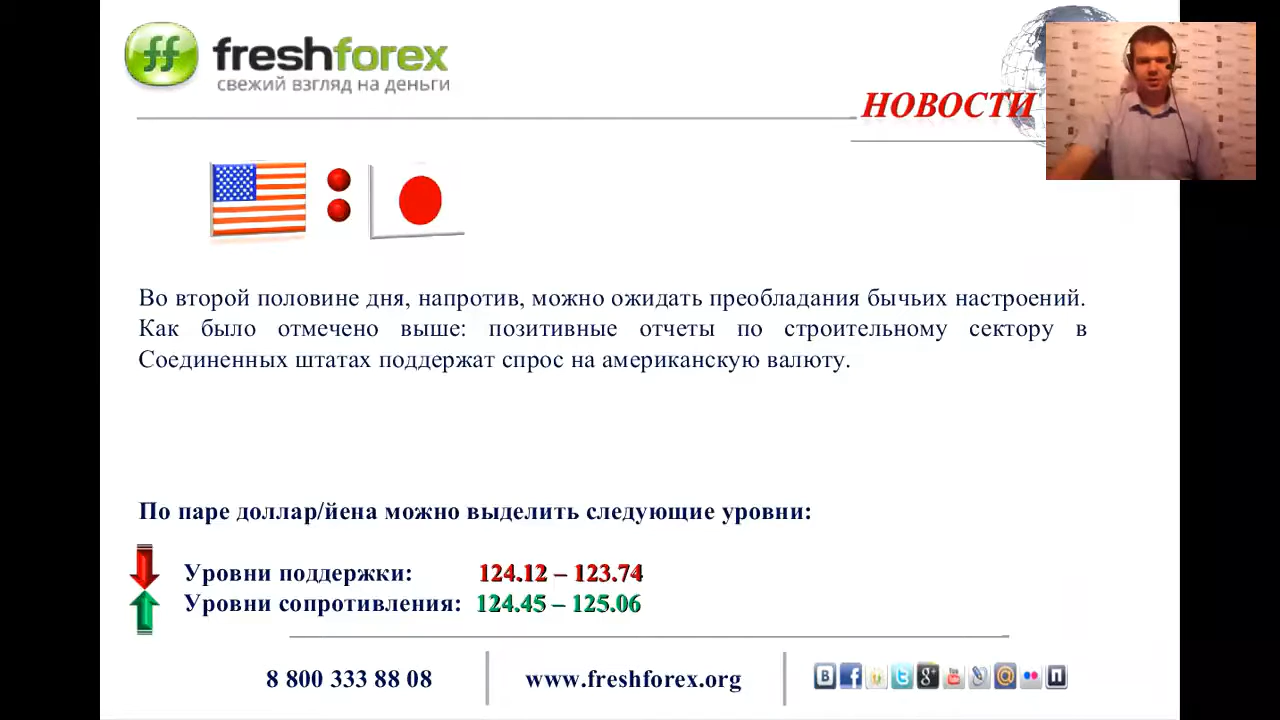 freshforex
свежий взгляд на деньги
НОВОСТИ
Во второй половине дня, напротив, можно ожидать преобладания бычьих настроений.
Как было отмечено выше: позитивные отчеты по строительному сектору в
Соединенных штатах поддержат спрос на американскую валюту.
По паре доллар/йена можно выделить следующие уровни:
Уровни поддержки: 124.12 – 123.74
Уровни сопротивления: 124.45 – 125.06
8 800 333 88 08
www.freshforex.org